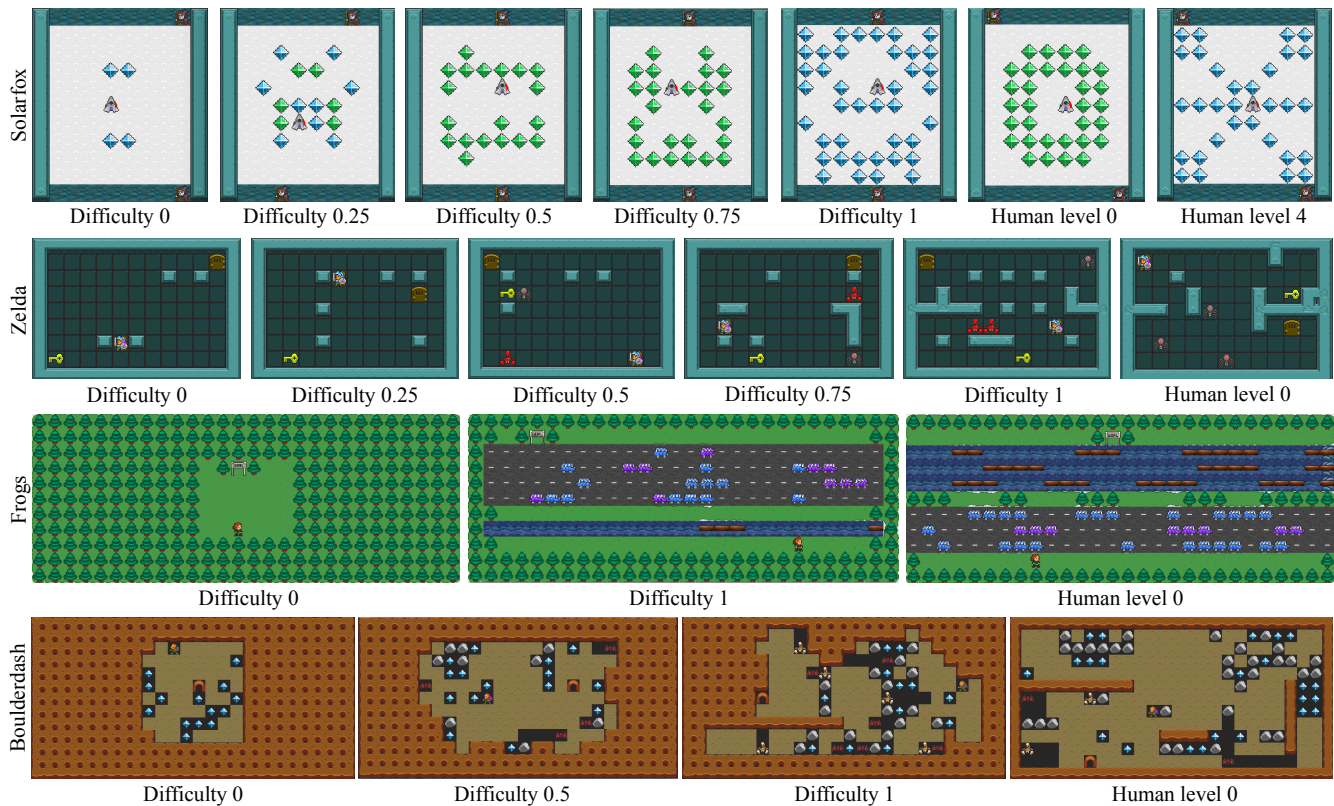 Solarfox
Difficulty 0
Difficulty 0.25
Difficulty 0.5
Difficulty 0.75
Difficulty 1
Human level 0
Human level 4
Zelda
Difficulty 0
Difficulty 0.25
Difficulty 0.5
Difficulty 0.75
Difficulty 1
Human level 0
Frogs
Difficulty 0
Difficulty 1
Human level 0
Boulderdash
Difficulty 0
Difficulty 0.5
Difficulty 1
Human level 0